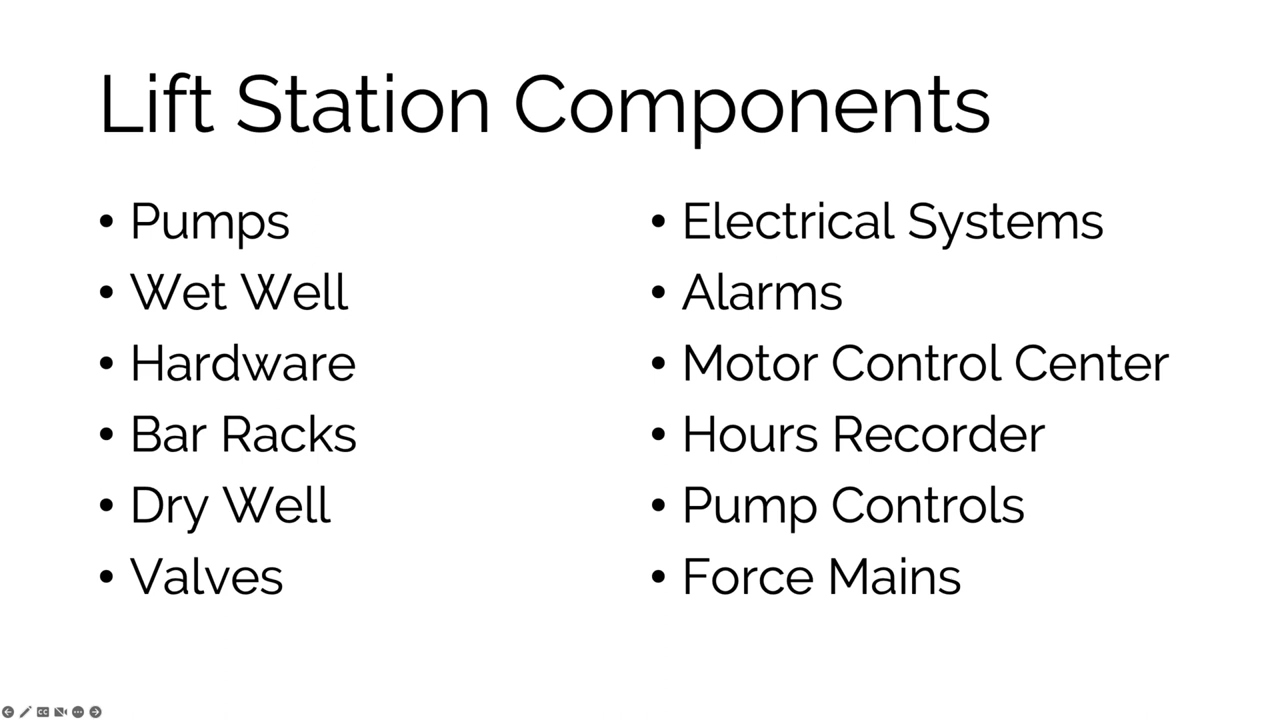 Lift Station Components
• Pumps
• Wet Well
• Hardware
• Bar Racks
• Dry Well
• Valves
• Electrical Systems
• Alarms
• Motor Control Center
• Hours Recorder
• Pump Controls
• Force Mains